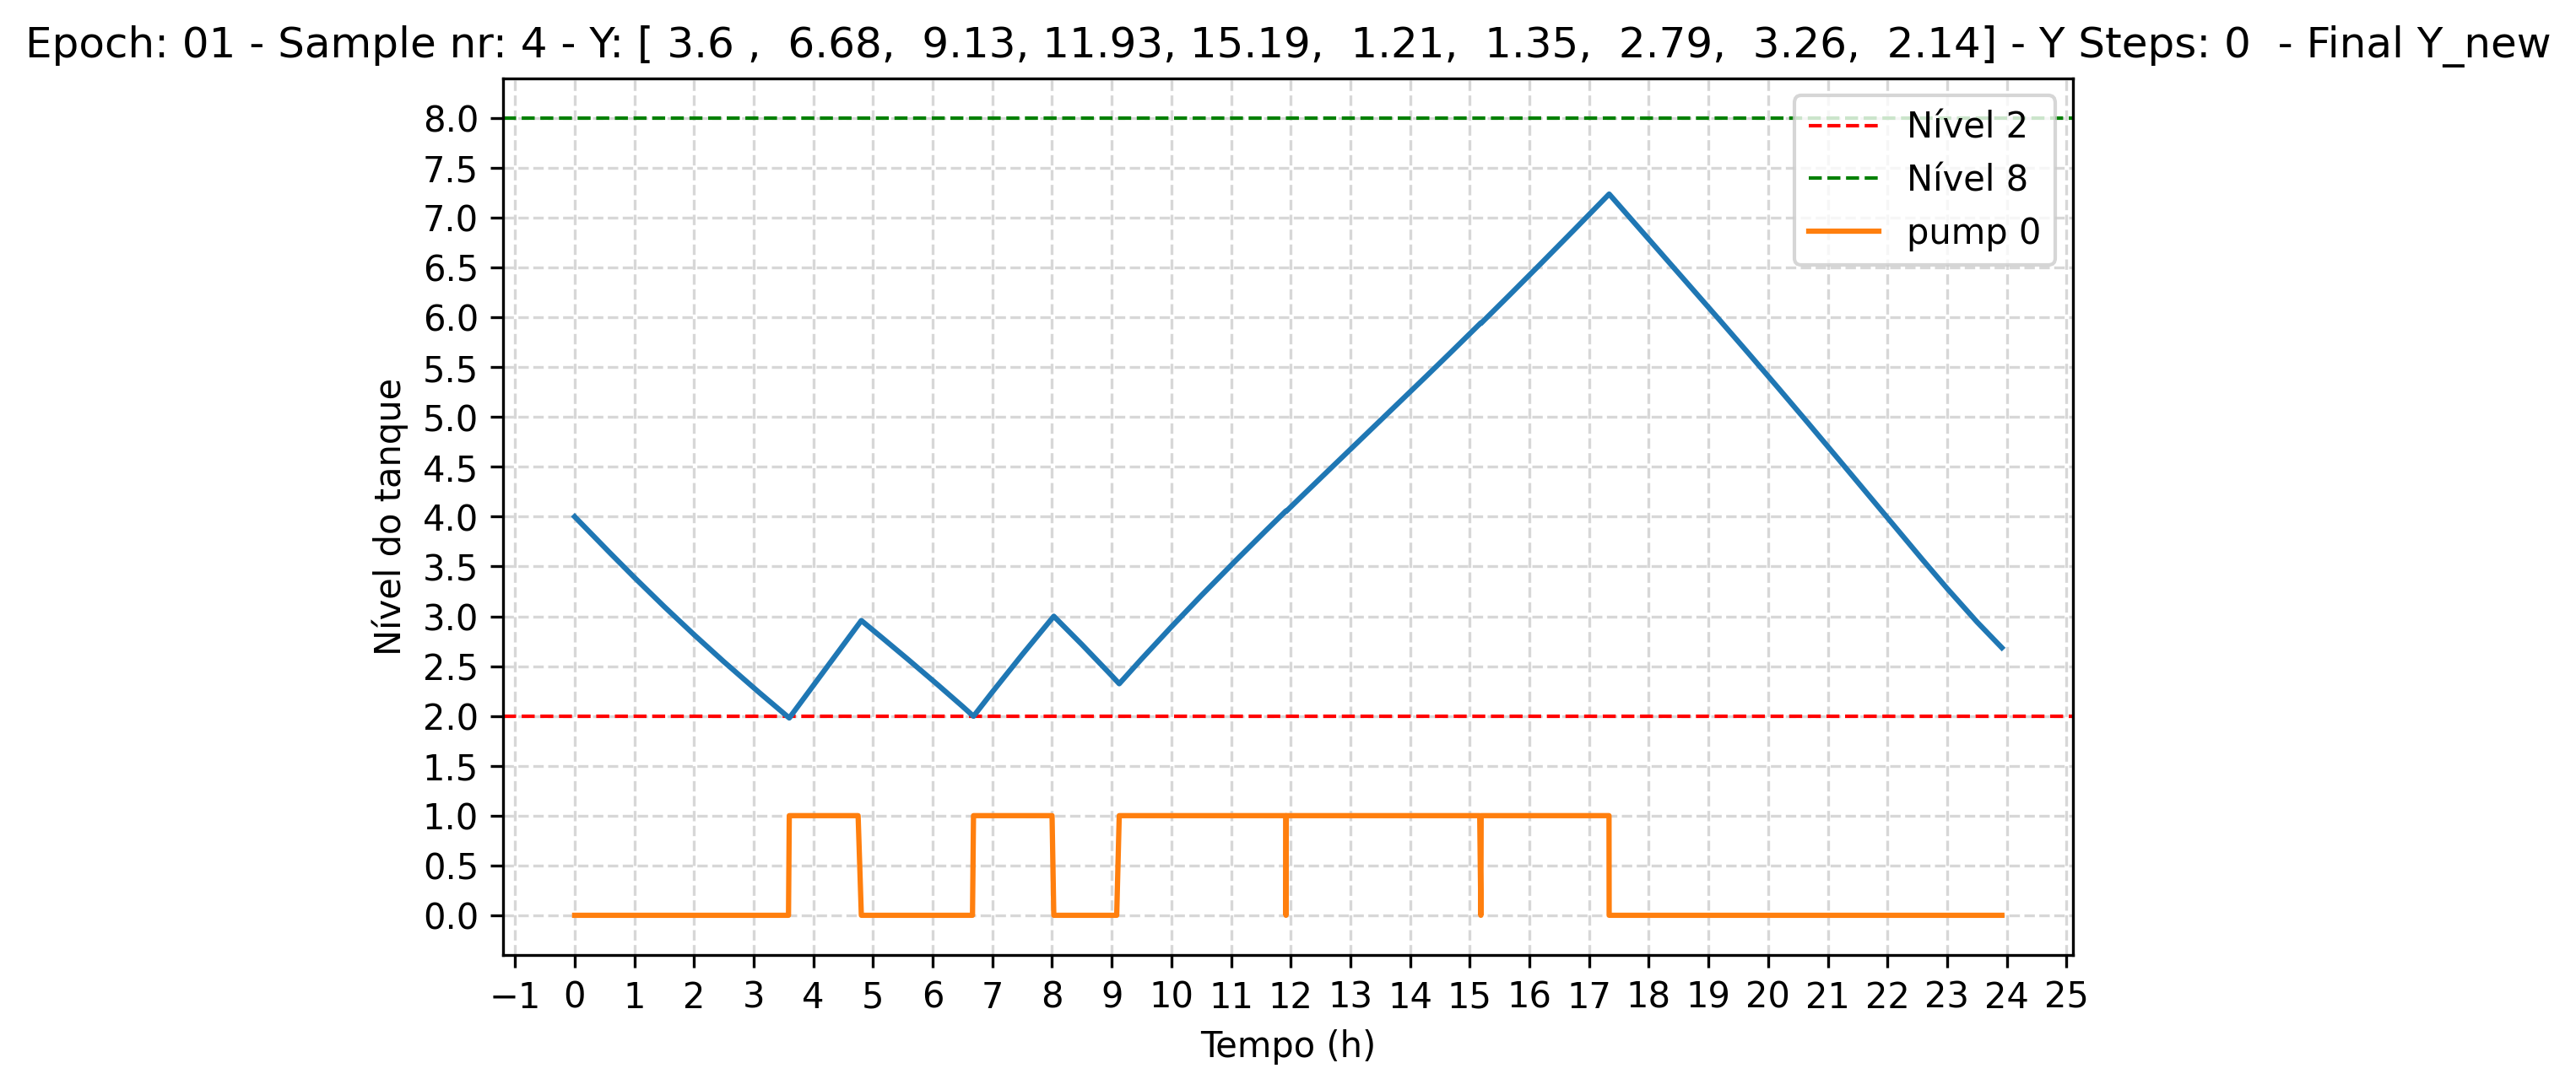 Epoch: 01 - Sample nr: 4 - Y: [ 3.6 ,  6.68,  9.13, 11.93, 15.19,  1.21,  1.35,  2.79,  3.26,  2.14] - Y Steps: 0  - Final Y_new
Nível 2
Nível 8
pump 0
Nível do tanque
8.0
7.5
7.0
6.5
6.0
5.5
5.0
4.5
4.0
3.5
3.0
2.5
2.0
1.5
1.0
0.5
0.0
−1 0 1 2 3 4 5 6 7 8 9 10 11 12 13 14 15 16 17 18 19 20 21 22 23 24 25
Tempo (h)